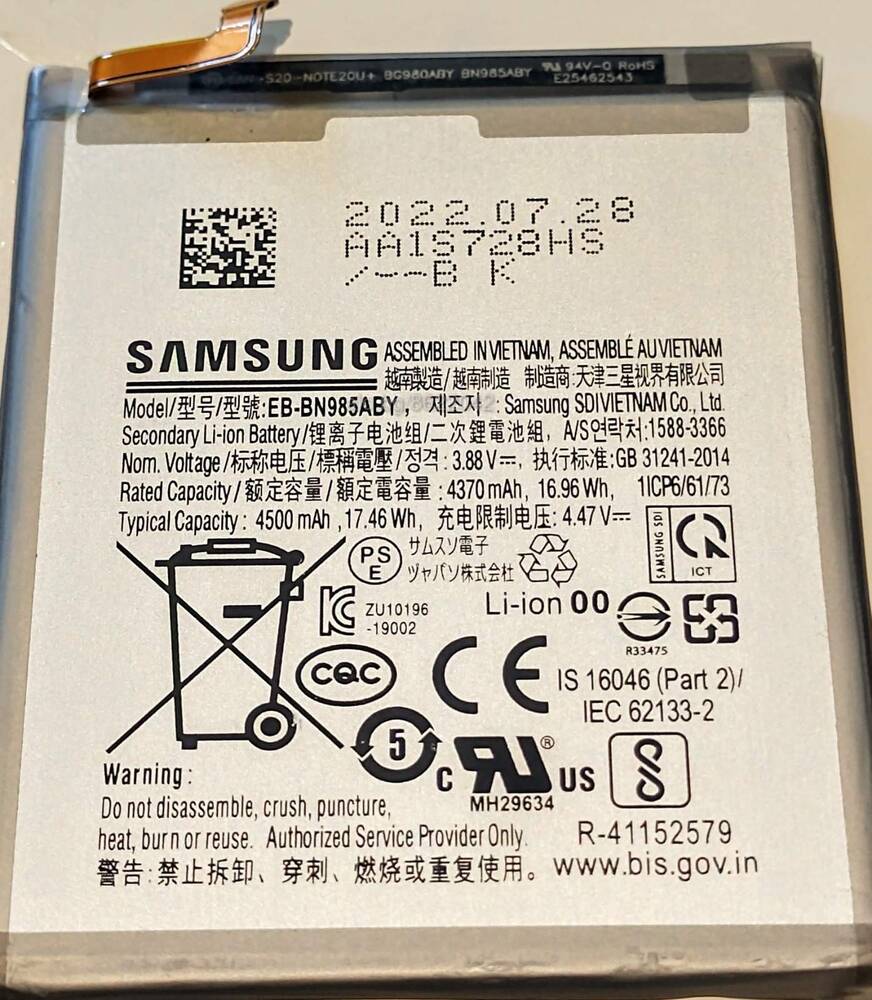 -S20--NOTE20U+ BG980ABY BN985ABY 94V-0 RoHS
E25462543
2022.07.28
AA1S728HS
/--B K
SAMSUNG ASSEMBLED IN VIETNAM, ASSEMBLÉ AU VIETNAM
越南製造/越南制造 制造商:天津三星视界有限公司
Model/型号/型號:EB-BN985ABY, 제조자: Samsung SDIVIETNAM Co., Ltd.
Secondary Li-ion Battery/锂离子电池组/二次鋰電池組, A/S연락처:1588-3366
Nom. Voltage/标称电压/標稱電壓/정격: 3.88V⎓, 执行标准:GB 31241-2014
Rated Capacity/额定容量/額定電容量: 4370 mAh, 16.96 Wh, 1ICP6/61/73
Typical Capacity: 4500 mAh ,17.46 Wh, 充电限制电压: 4.47 V⎓
SAMSUNG SDI
ICT
PS
E
サムスソ電子
ヅャバソ株式会社
ZU10196
-19002
Li-ion 00
R33475
CQC
CE
IS 16046 (Part 2)/
IEC 62133-2
5
c RU® US
MH29634
Warning:
Do not disassemble, crush, puncture,
heat, burn or reuse. Authorized Service Provider Only.
警告:禁止拆卸、穿刺、燃烧或重复使用。
R-41152579
www.bis.gov.in